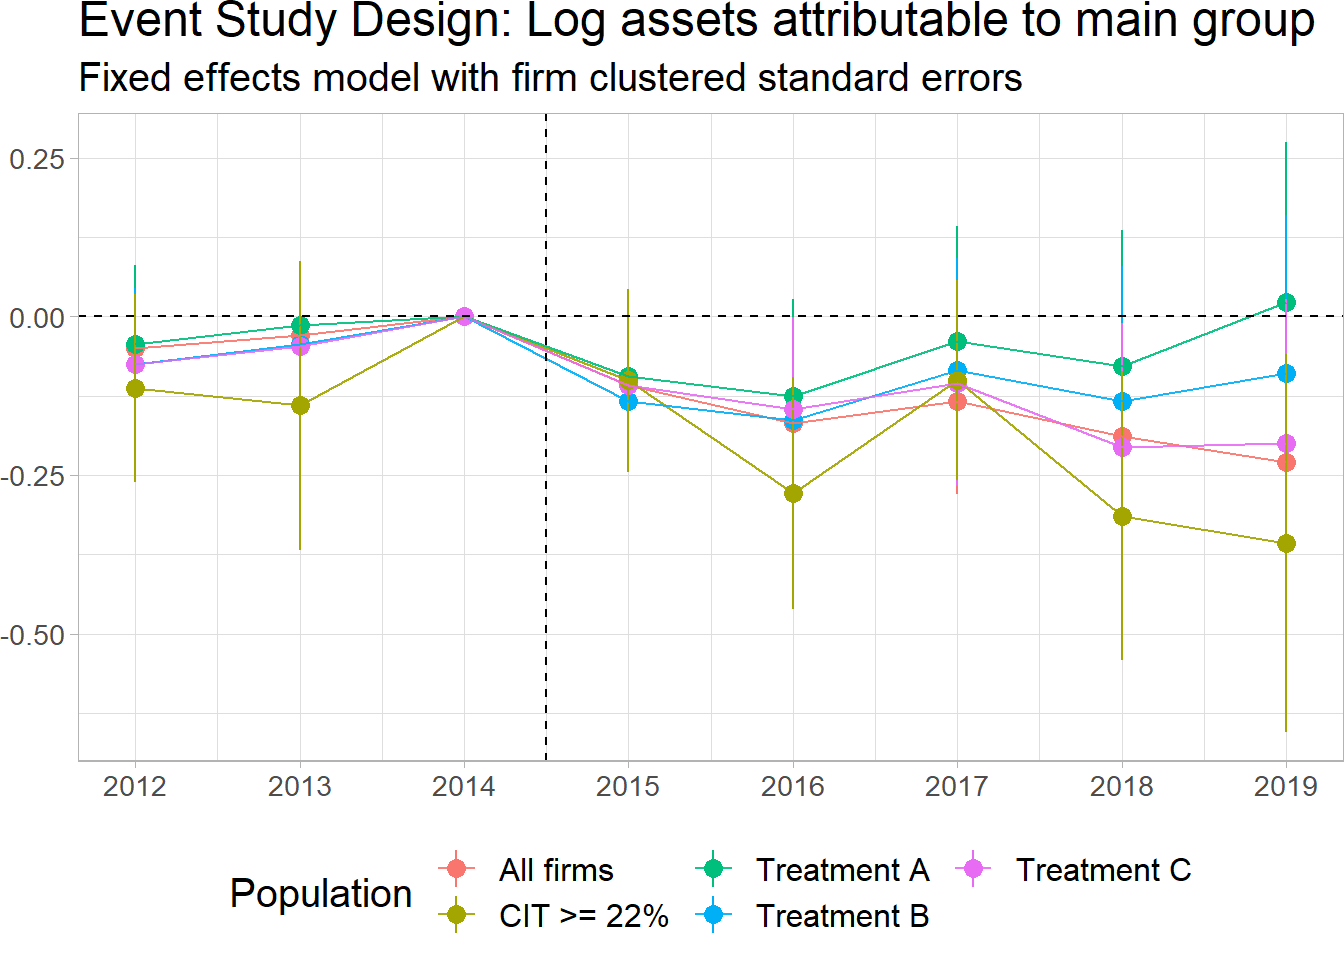 Event Study Design: Log assets attributable to main group
Fixed effects model with firm clustered standard errors
0.25
0.00
-0.25
-0.50
2012 2013 2014 2015 2016 2017 2018 2019
Population
All firms Treatment A Treatment C
CIT >= 22% Treatment B